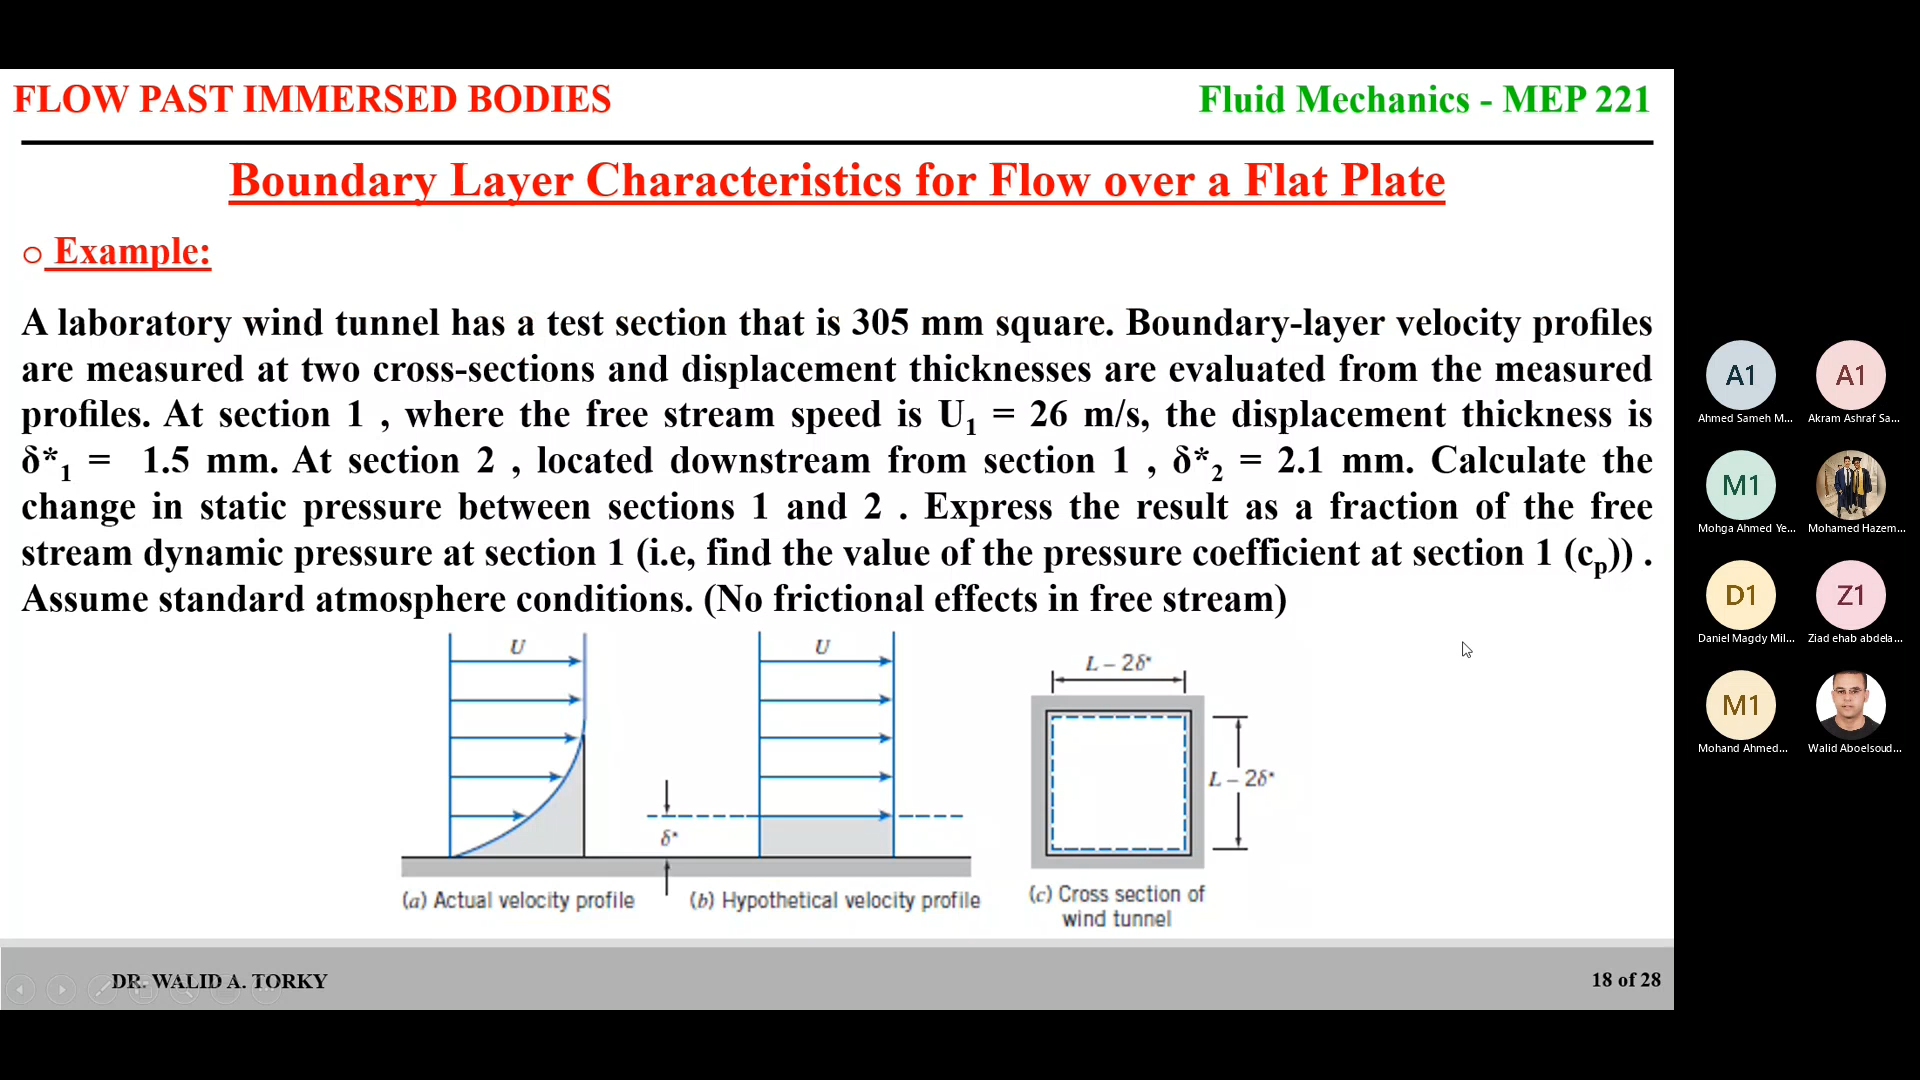 FLOW PAST IMMERSED BODIES
Fluid Mechanics - MEP 221
Boundary Layer Characteristics for Flow over a Flat Plate
o Example:
A laboratory wind tunnel has a test section that is 305 mm square. Boundary-layer velocity profiles
are measured at two cross-sections and displacement thicknesses are evaluated from the measured
profiles. At section 1 , where the free stream speed is U1 = 26 m/s, the displacement thickness is
δ*1 = 1.5 mm. At section 2 , located downstream from section 1 , δ*2 = 2.1 mm. Calculate the
change in static pressure between sections 1 and 2 . Express the result as a fraction of the free
stream dynamic pressure at section 1 (i.e, find the value of the pressure coefficient at section 1 (cp)) .
Assume standard atmosphere conditions. (No frictional effects in free stream)
U
U
δ*
L – 2δ*
L – 2δ*
(a) Actual velocity profile
(b) Hypothetical velocity profile
(c) Cross section of
wind tunnel
DR. WALID A. TORKY
18 of 28
A1
A1
Ahmed Sameh M...
Akram Ashraf Sa...
M1
Mohga Ahmed Ye...
Mohamed Hazem...
D1
Z1
Daniel Magdy Mil...
Ziad ehab abdela...
M1
Mohand Ahmed...
Walid Aboelsoud...